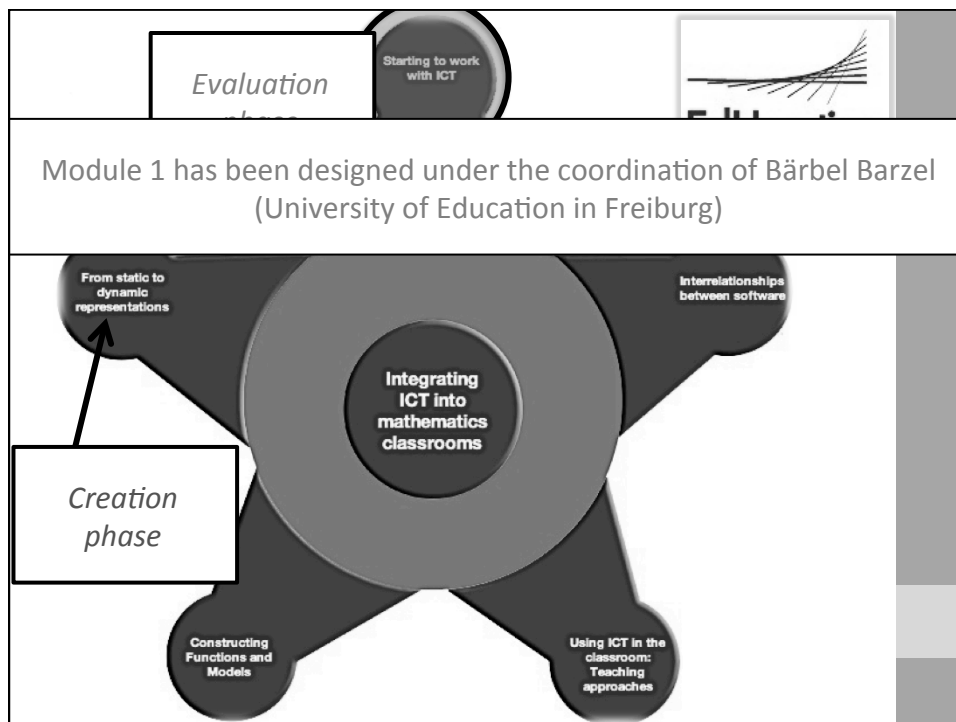 Starting to work
with ICT
Evaluation
phase
Module 1 has been designed under the coordination of Bärbel Barzel
(University of Education in Freiburg)
From static to
dynamic
representations
Interrelationships
between software
Integrating
ICT into
mathematics
classrooms
Creation
phase
Constructing
Functions and
Models
Using ICT in the
classroom:
Teaching
approaches